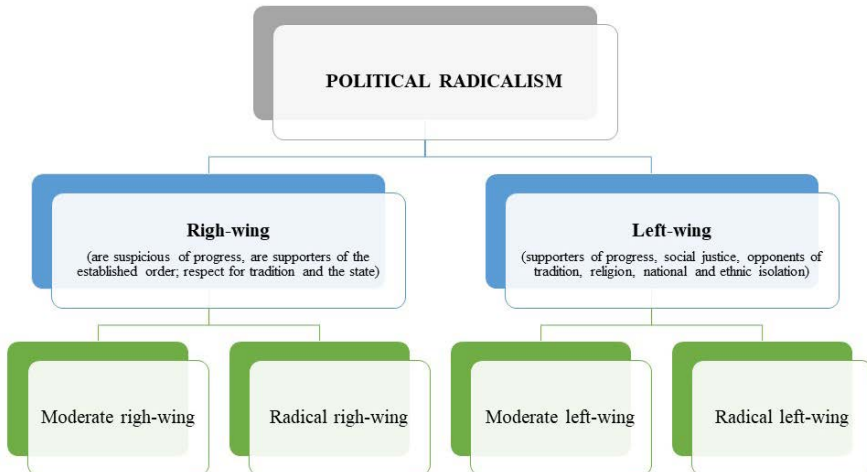 POLITICAL RADICALISM
Righ-wing
(are suspicious of progress, are supporters of the
established order; respect for tradition and the state)
Left-wing
(supporters of progress, social justice, opponents of
tradition, religion, national and ethnic isolation)
Moderate righ-wing
Radical righ-wing
Moderate left-wing
Radical left-wing